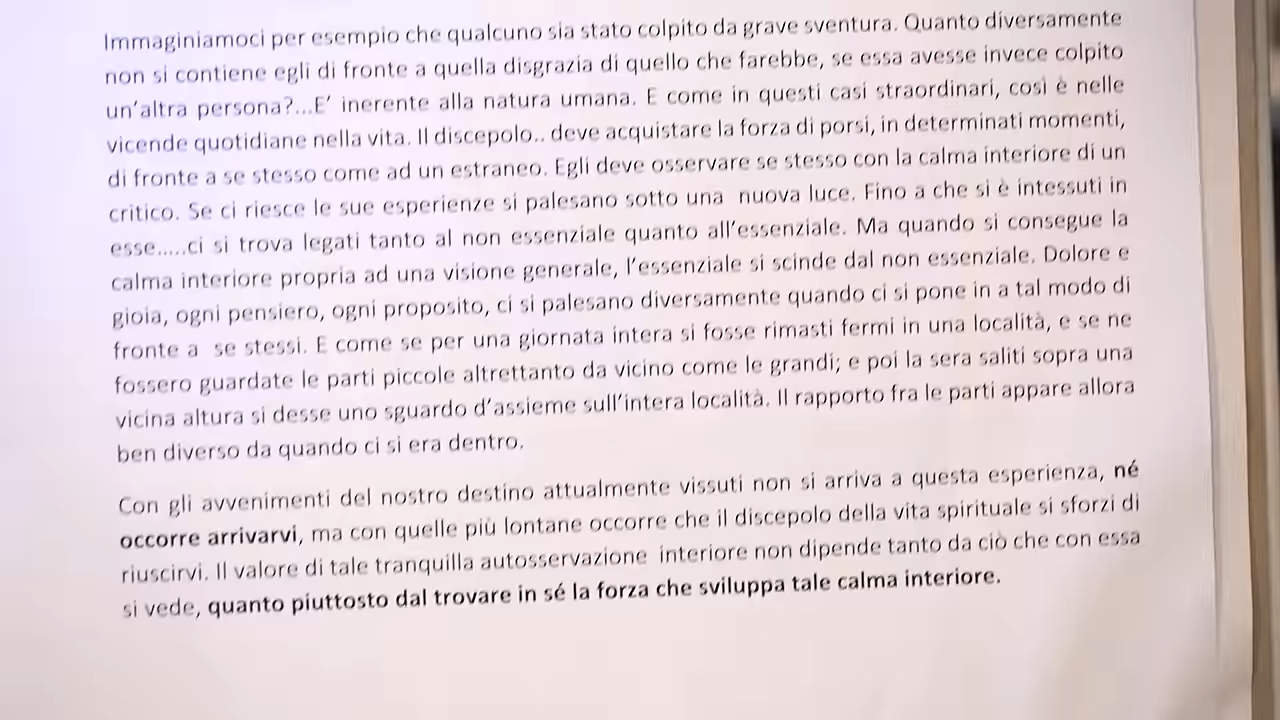 Immaginiamoci per esempio che qualcuno sia stato colpito da grave sventura. Quanto diversamente
non si contiene egli di fronte a quella disgrazia di quello che farebbe, se essa avesse invece colpito
un'altra persona?...E' inerente alla natura umana. E come in questi casi straordinari, così è nelle
vicende quotidiane nella vita. Il discepolo.. deve acquistare la forza di porsi, in determinati momenti,
di fronte a se stesso come ad un estraneo. Egli deve osservare se stesso con la calma interiore di un
critico. Se ci riesce le sue esperienze si palesano sotto una nuova luce. Fino a che si è intessuti in
esse.....ci si trova legati tanto al non essenziale quanto all'essenziale. Ma quando si consegue la
calma interiore propria ad una visione generale, l'essenziale si scinde dal non essenziale. Dolore e
gioia, ogni pensiero, ogni proposito, ci si palesano diversamente quando ci si pone in a tal modo di
fronte a se stessi. E come se per una giornata intera si fosse rimasti fermi in una località, e se ne
fossero guardate le parti piccole altrettanto da vicino come le grandi; e poi la sera saliti sopra una
vicina altura si desse uno sguardo d'assieme sull'intera località. Il rapporto fra le parti appare allora
ben diverso da quando ci si era dentro.
Con gli avvenimenti del nostro destino attualmente vissuti non si arriva a questa esperienza, né
occorre arrivarvi, ma con quelle più lontane occorre che il discepolo della vita spirituale si sforzi di
riuscirvi. Il valore di tale tranquilla autosservazione interiore non dipende tanto da ciò che con essa
si vede, quanto piuttosto dal trovare in sé la forza che sviluppa tale calma interiore.